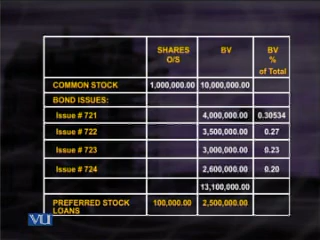 SHARES O/S BV BV
% of Total
COMMON STOCK 1,000,000.00 10,000,000.00
BOND ISSUES:
Issue # 721 4,000,000.00 0.30534
Issue # 722 3,500,000.00 0.27
Issue # 723 3,000,000.00 0.23
Issue # 724 2,600,000.00 0.20
13,100,000.00
PREFERRED STOCK 100,000.00 2,500,000.00
LOANS
VU